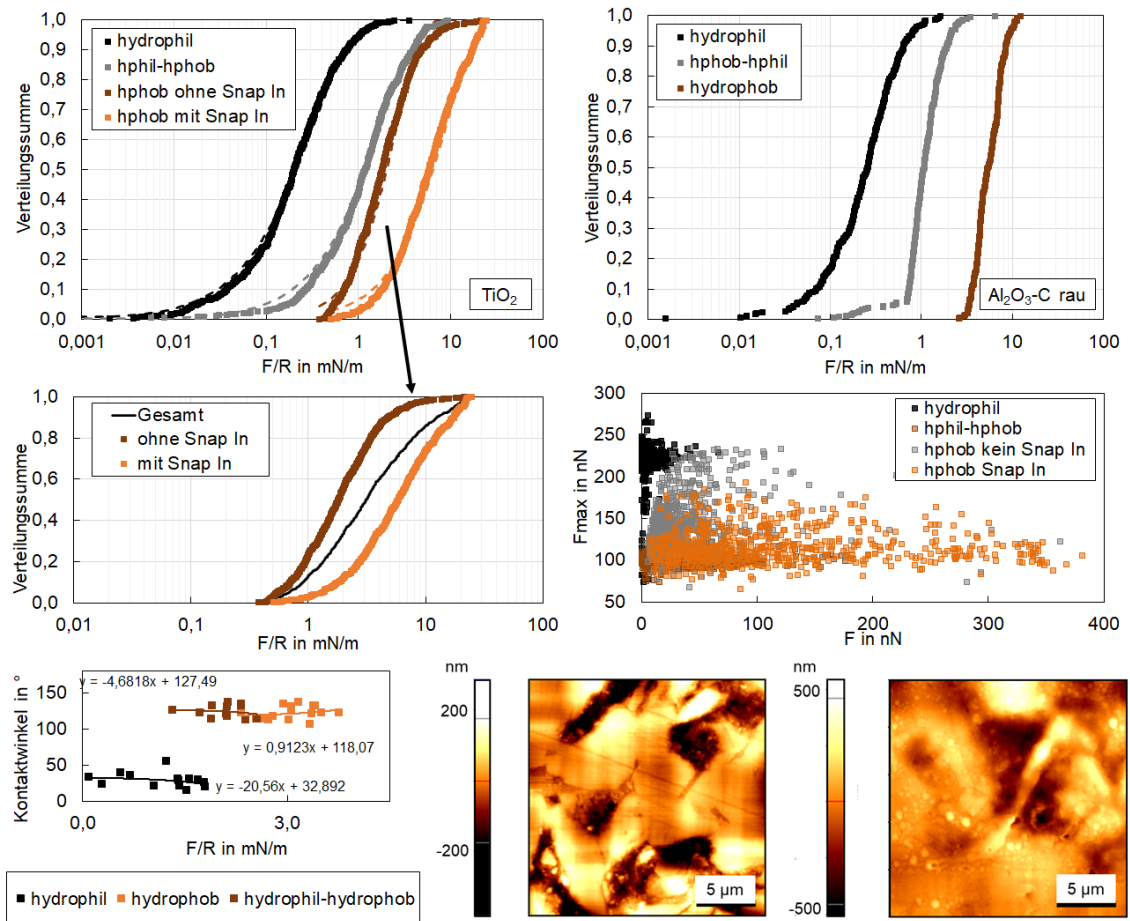 1,0
0,9
0,8
0,7
0,6
0,5
0,4
0,3
0,2
0,1
0,0
Verteilungssumme
hydrophil
hphil-hphob
hphob ohne Snap In
hphob mit Snap In
TiO2
0,001
0,01
0,1
1
10
100
F/R in mN/m
1,0
0,9
0,8
0,7
0,6
0,5
0,4
0,3
0,2
0,1
0,0
Verteilungssumme
hydrophil
hphob-hphil
hydrophob
Al2O3-C rau
0,001
0,01
0,1
1
10
100
F/R in mN/m
1,0
0,8
0,6
0,4
0,2
0,0
Verteilungssumme
Gesamt
ohne Snap In
mit Snap In
0,01
0,1
1
10
100
F/R in mN/m
300
250
200
150
100
50
Fmax in nN
hydrophil
hphil-hphob
hphob kein Snap In
hphob Snap In
0
100
200
300
400
F in nN
150
100
50
0
Kontaktwinkel in °
y = -4,6818x + 127,49
y = 0,9123x + 118,07
y = -20,56x + 32,892
0,0
3,0
F/R in mN/m
hydrophil
hydrophob
hydrophil-hydrophob
nm
200
-200
5 µm
nm
500
-500
5 µm